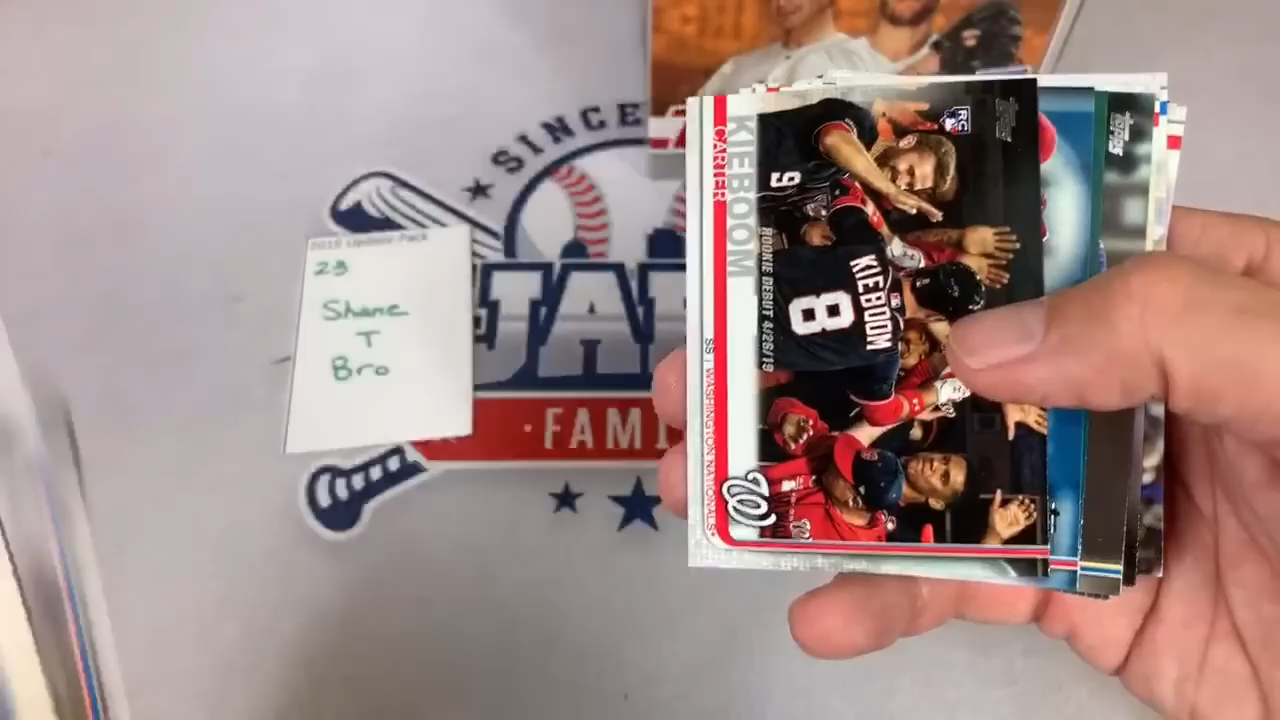 SINCE
JA
FAMI
2019 Update Pack
23
Shane
T
Bro
KIEBOOM
CARTER
ROOKIE DEBUT 4/26/19
SS | WASHINGTON NATIONALS
RC
TOPPS
KIEBOOM
8
9
W
TOPPS